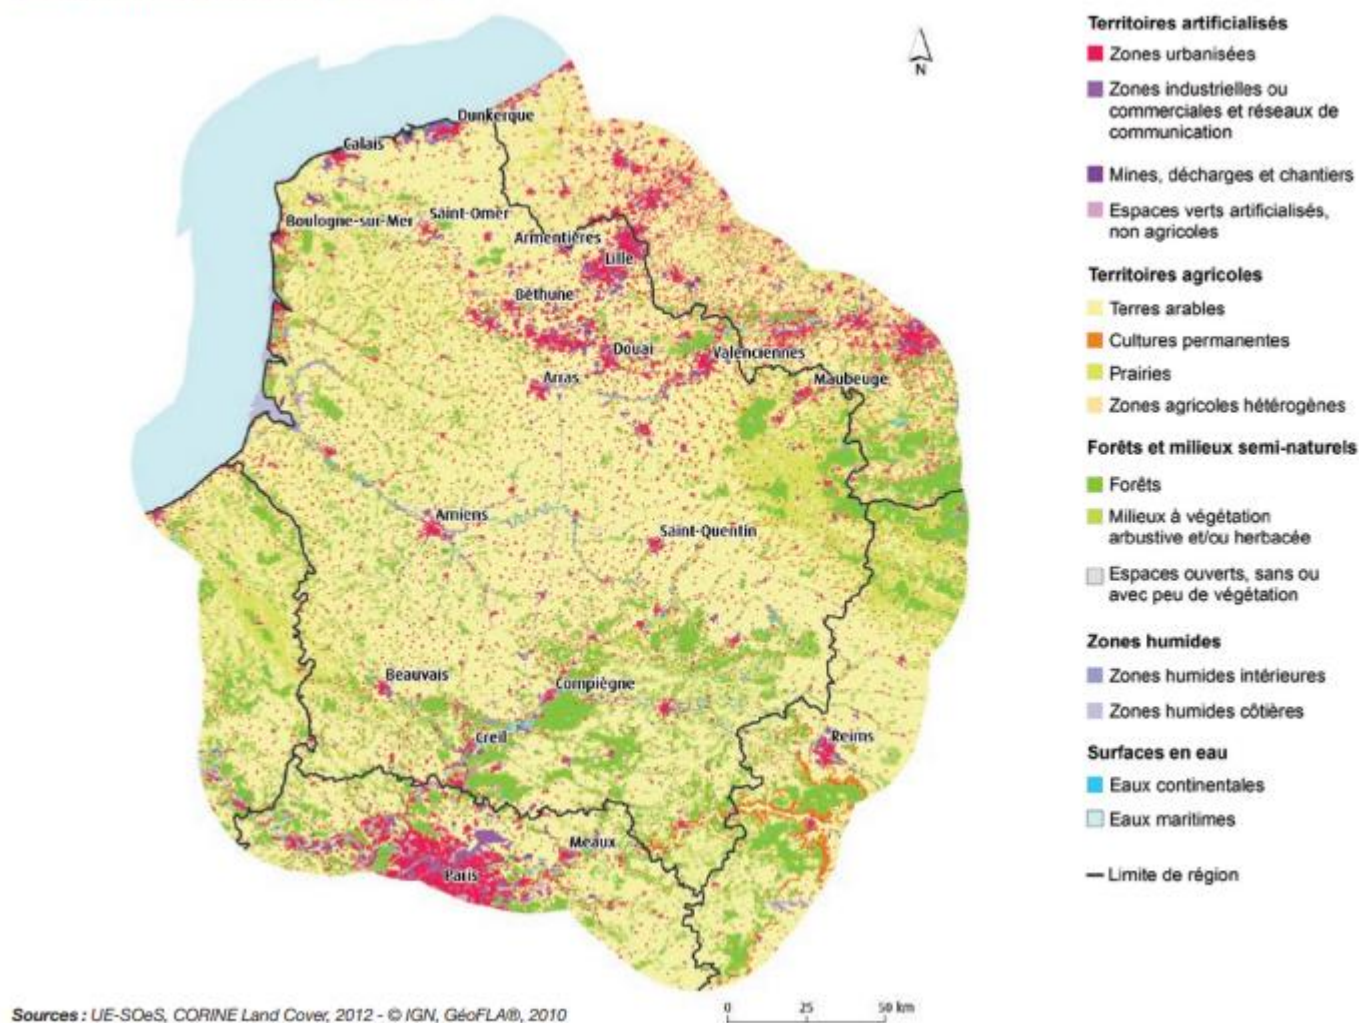 N
Dunkerque
Calais
Boulogne-sur-Mer
Saint-Omer
Armentières
Lille
Béthune
Douai
Valenciennes
Arras
Maubeuge
Amiens
Saint-Quentin
Beauvais
Compiègne
Creil
Reims
Meaux
Paris
Territoires artificialisés
Zones urbanisées
Zones industrielles ou
commerciales et réseaux de
communication
Mines, décharges et chantiers
Espaces verts artificialisés,
non agricoles
Territoires agricoles
Terres arables
Cultures permanentes
Prairies
Zones agricoles hétérogènes
Forêts et milieux semi-naturels
Forêts
Milieux à végétation
arbustive et/ou herbacée
Espaces ouverts, sans ou
avec peu de végétation
Zones humides
Zones humides intérieures
Zones humides côtières
Surfaces en eau
Eaux continentales
Eaux maritimes
Limite de région
0 25 50 km
Sources : UE-SOeS, CORINE Land Cover, 2012 - © IGN, GéoFLA®, 2010